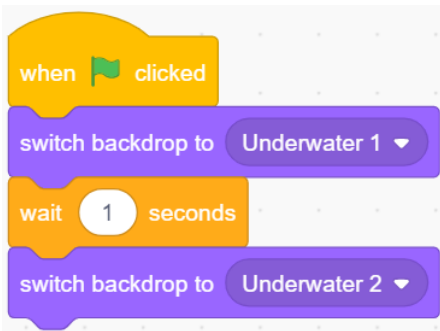 when clicked
switch backdrop to Underwater 1
wait 1 seconds
switch backdrop to Underwater 2